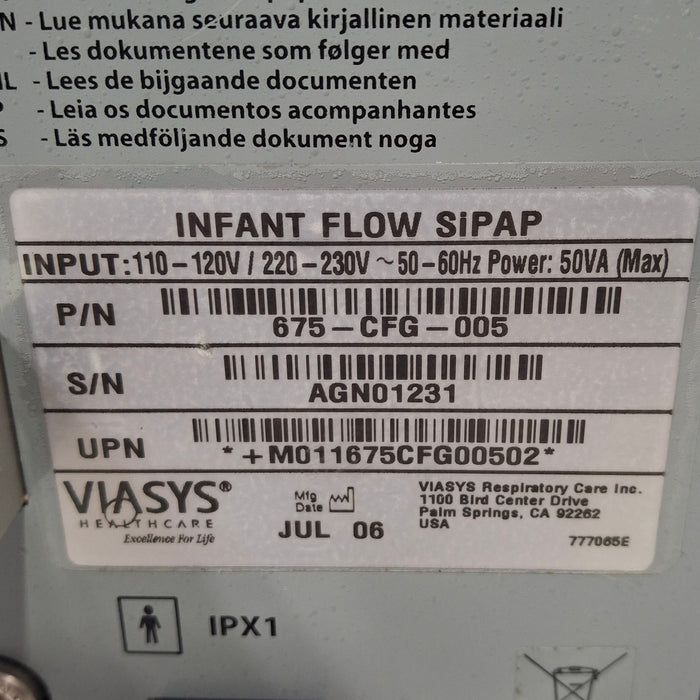 N - Lue mukana seuraava kirjallinen materiaali
- Les dokumentene som følger med
NL - Lees de bijgaande documenten
P - Leia os documentos acompanhantes
S - Läs medföljande dokument noga
INFANT FLOW SiPAP
INPUT:110-120V / 220-230V ~ 50-60Hz Power: 50VA (Max)
P/N
675-CFG-005
S/N
AGN01231
UPN
*+M011675CFG00502*
VIASYS®
HEALTHCARE
Excellence For Life
Mfg
Date
JUL 06
VIASYS Respiratory Care Inc.
1100 Bird Center Drive
Palm Springs, CA 92262
USA
777065E
IPX1